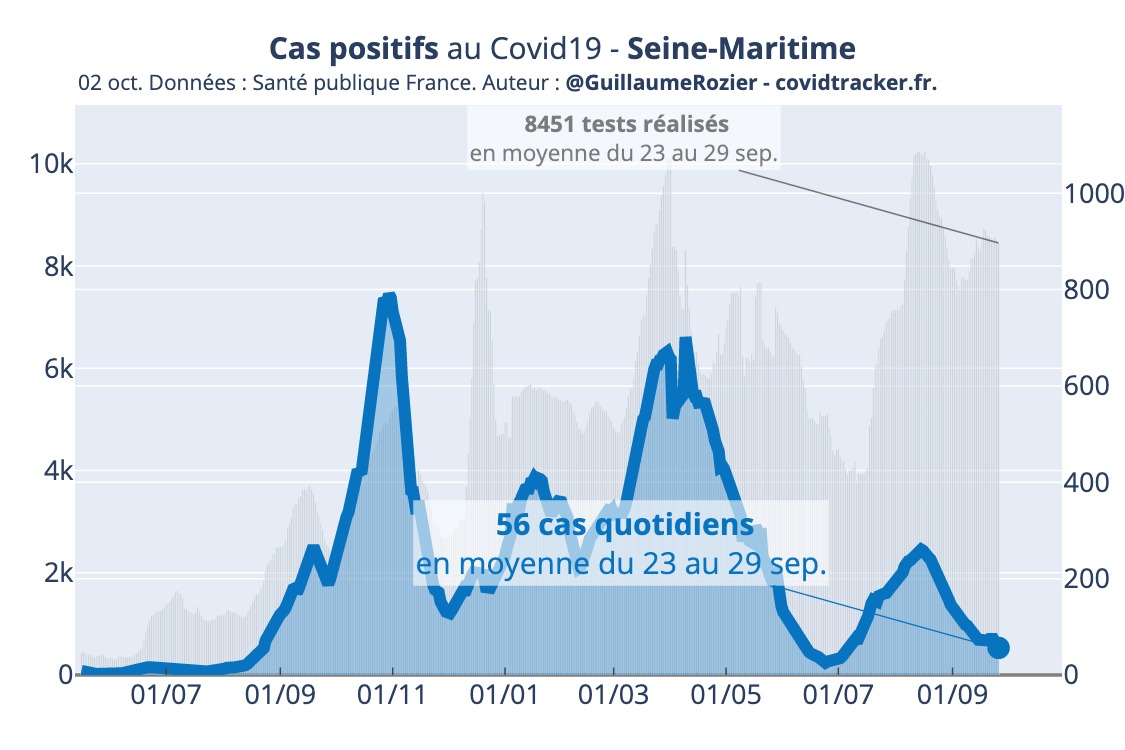 Cas positifs au Covid19 - Seine-Maritime
02 oct. Données : Santé publique France. Auteur : @GuillaumeRozier - covidtracker.fr.
8451 tests réalisés
en moyenne du 23 au 29 sep.
10k
1000
8k
800
6k
600
4k
400
56 cas quotidiens
en moyenne du 23 au 29 sep.
2k
200
0
0
01/07
01/09
01/11
01/01
01/03
01/05
01/07
01/09